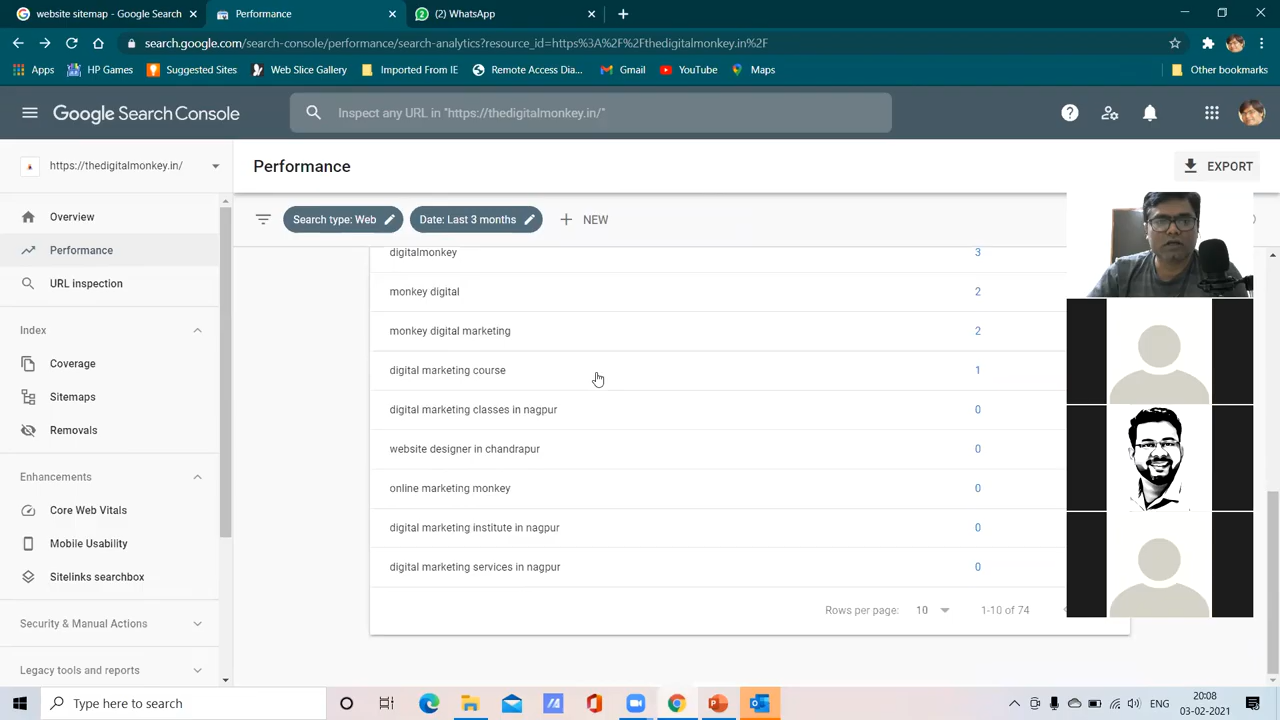 website sitemap - Google Search
Performance
(2) WhatsApp
search.google.com/search-console/performance/search-analytics?resource_id=https%3A%2F%2Fthedigitalmonkey.in%2F
Apps
HP Games
Suggested Sites
Web Slice Gallery
Imported From IE
Remote Access Dia...
Gmail
YouTube
Maps
Other bookmarks
Google Search Console
Inspect any URL in "https://thedigitalmonkey.in/"
https://thedigitalmonkey.in/
Performance
EXPORT
Overview
Search type: Web
Date: Last 3 months
NEW
Performance
digitalmonkey 3
URL inspection
monkey digital 2
Index
monkey digital marketing 2
Coverage
digital marketing course 1
Sitemaps
digital marketing classes in nagpur 0
Removals
website designer in chandrapur 0
Enhancements
online marketing monkey 0
Core Web Vitals
digital marketing institute in nagpur 0
Mobile Usability
digital marketing services in nagpur 0
Sitelinks searchbox
Rows per page: 10 1-10 of 74
Security & Manual Actions
Legacy tools and reports
Type here to search
ENG
20:08
03-02-2021